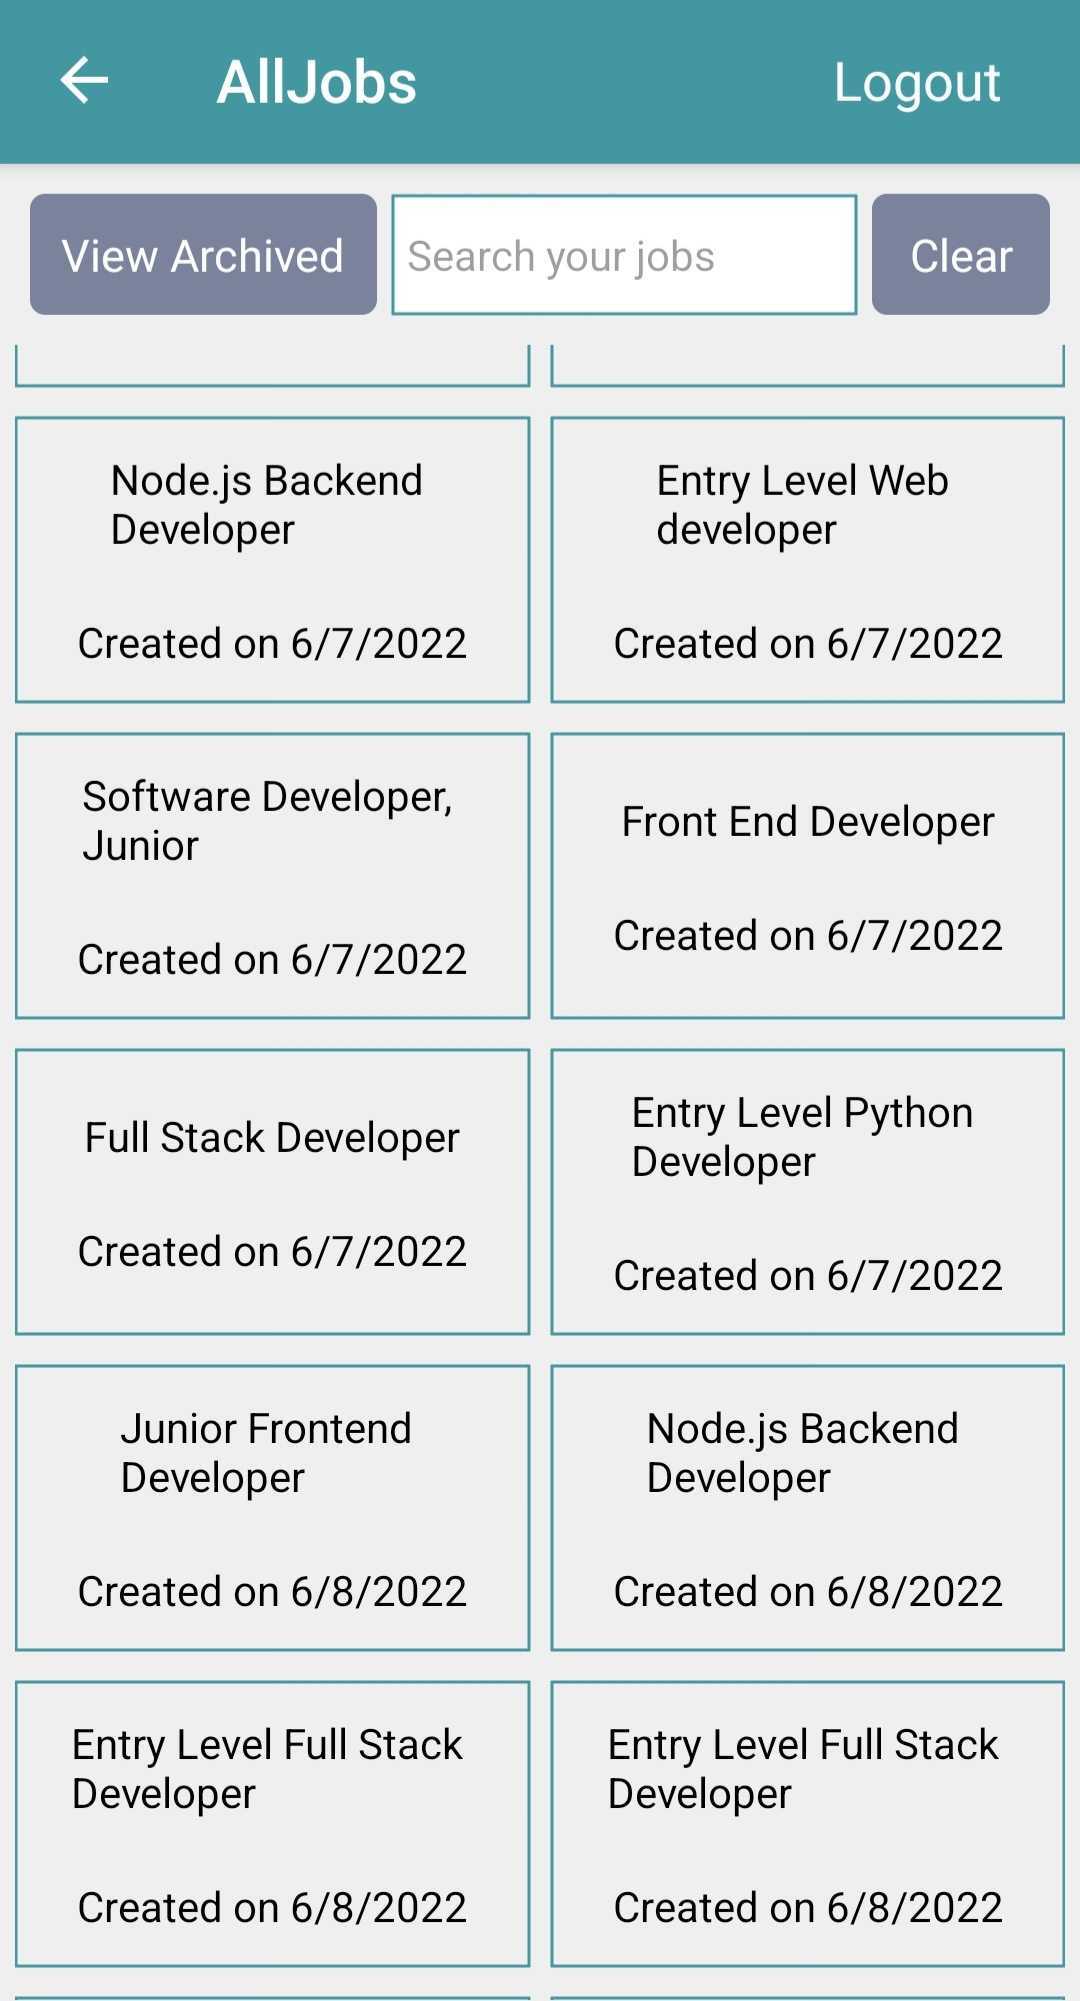 AllJobs
Logout
View Archived
Search your jobs
Clear
Node.js Backend
Developer
Created on 6/7/2022
Entry Level Web
developer
Created on 6/7/2022
Software Developer,
Junior
Created on 6/7/2022
Front End Developer
Created on 6/7/2022
Full Stack Developer
Created on 6/7/2022
Entry Level Python
Developer
Created on 6/7/2022
Junior Frontend
Developer
Created on 6/8/2022
Node.js Backend
Developer
Created on 6/8/2022
Entry Level Full Stack
Developer
Created on 6/8/2022
Entry Level Full Stack
Developer
Created on 6/8/2022